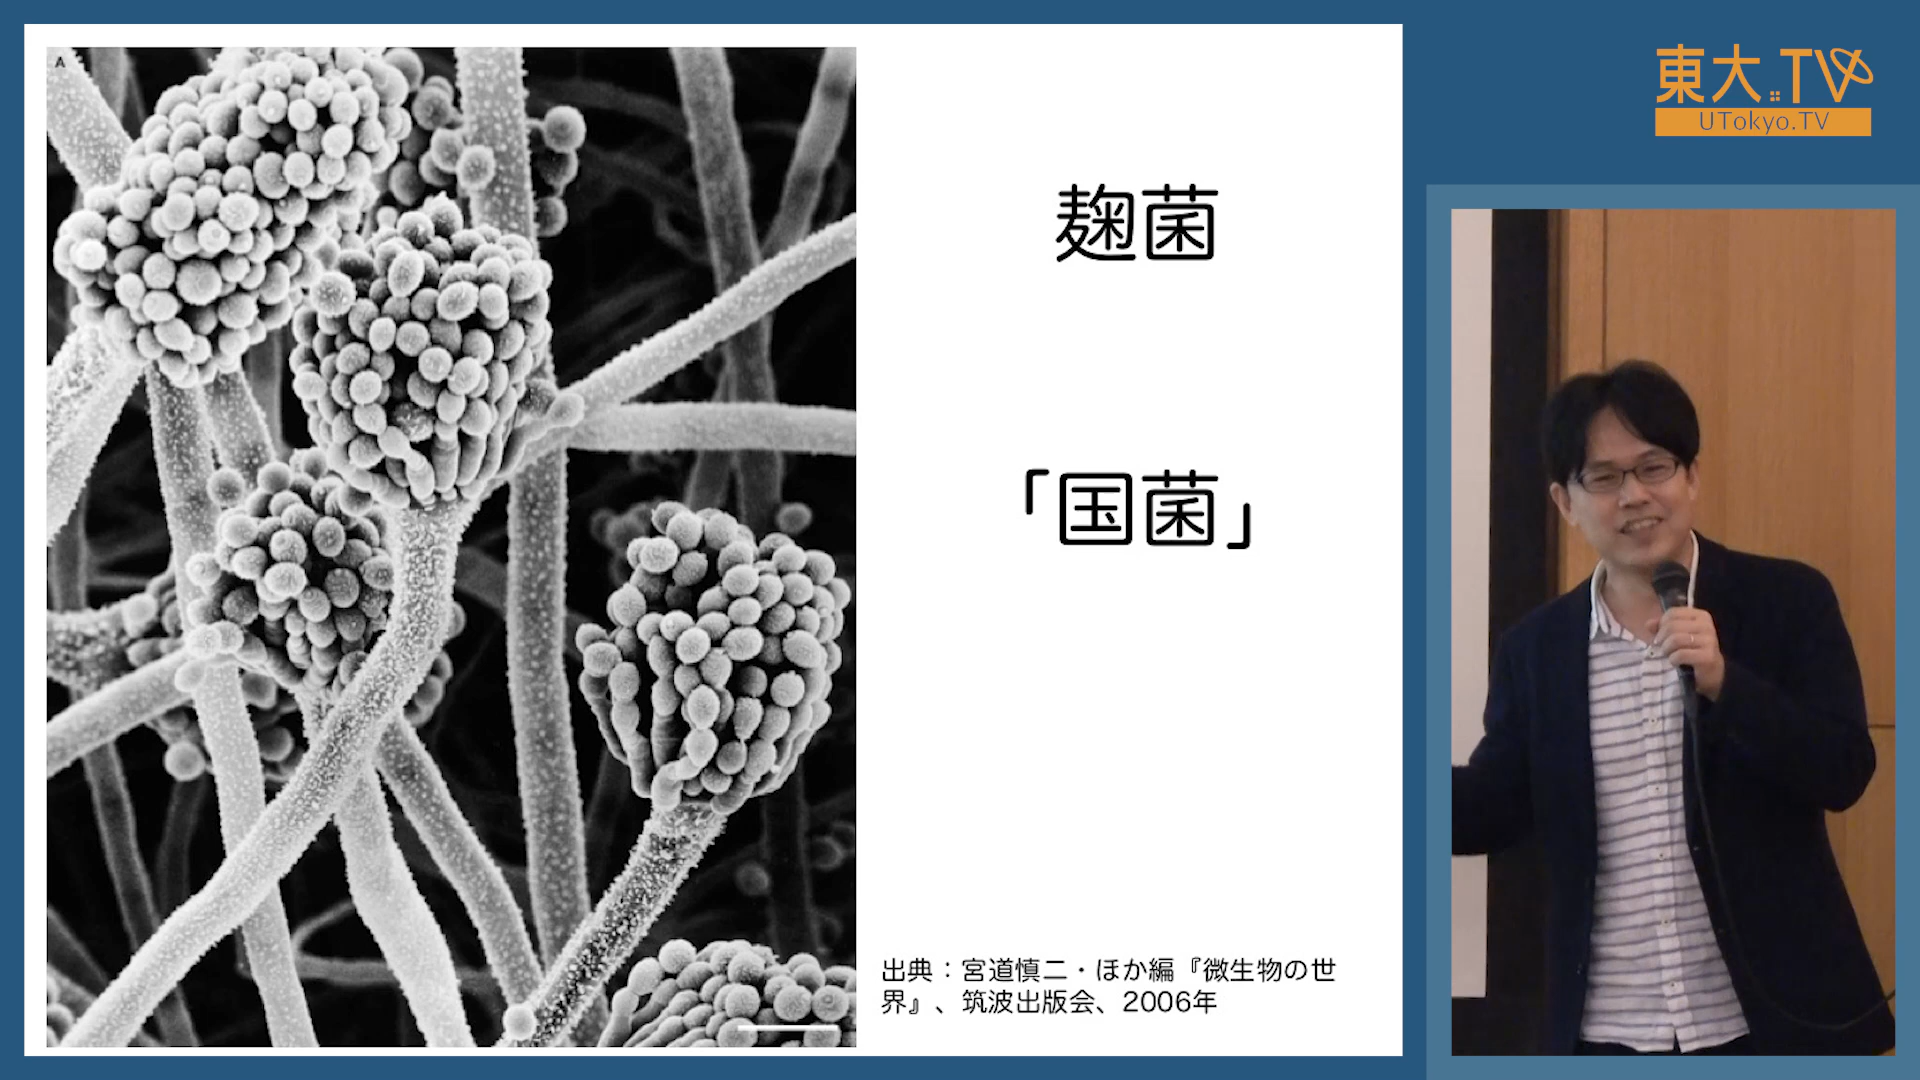 A
麹菌
「国菌」
出典：宮道慎二・ほか編『微生物の世
界』、筑波出版会、2006年
東大TV
UTokyo.TV